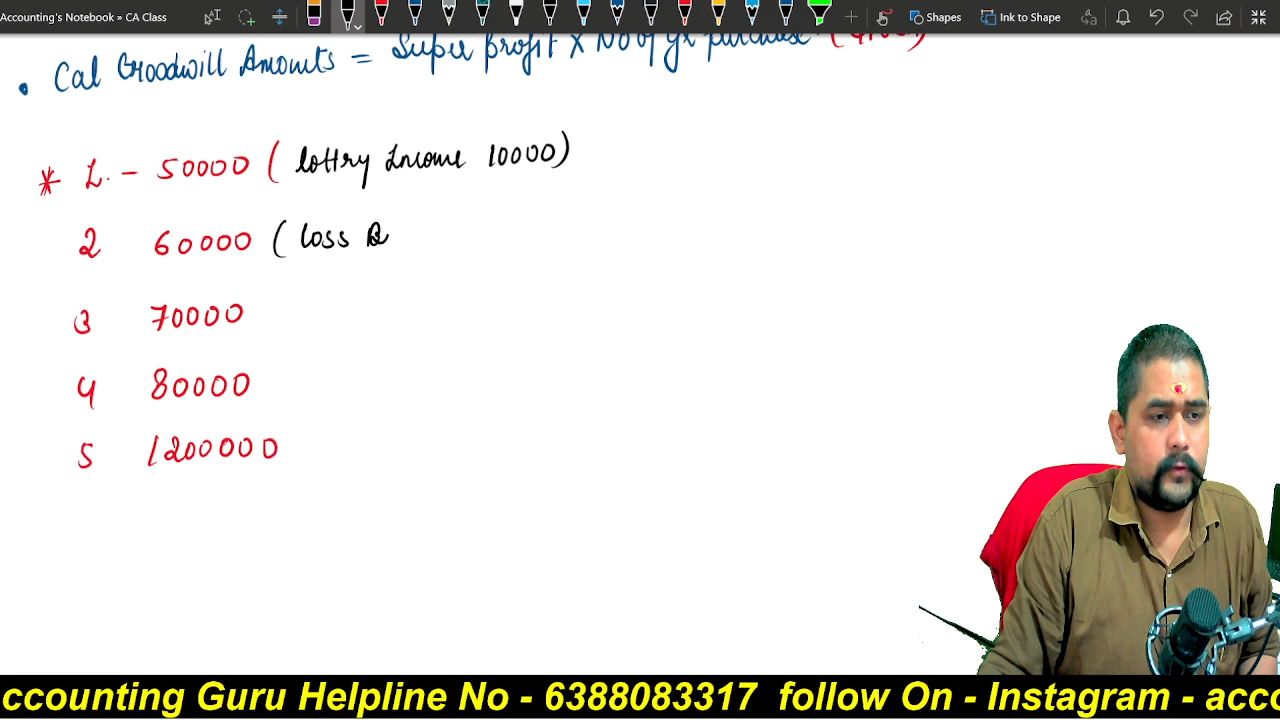 Accounting's Notebook » CA Class
Shapes
Ink to Shape
• Cal Goodwill Amounts = Super profit x No of yr purchase
* 1. - 50000 ( lottry Income 10000)
2 60000 ( loss
3 70000
4 80000
5 1200000
ccounting Guru Helpline No - 6388083317 follow On - Instagram - acco